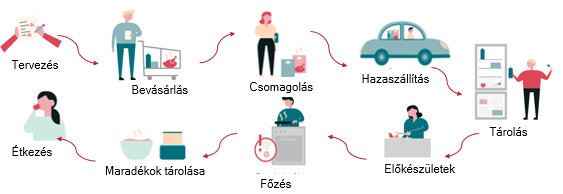 Tervezés
Bevásárlás
Csomagolás
Hazaszállítás
Tárolás
Előkészületek
Főzés
Maradékok tárolása
Étkezés